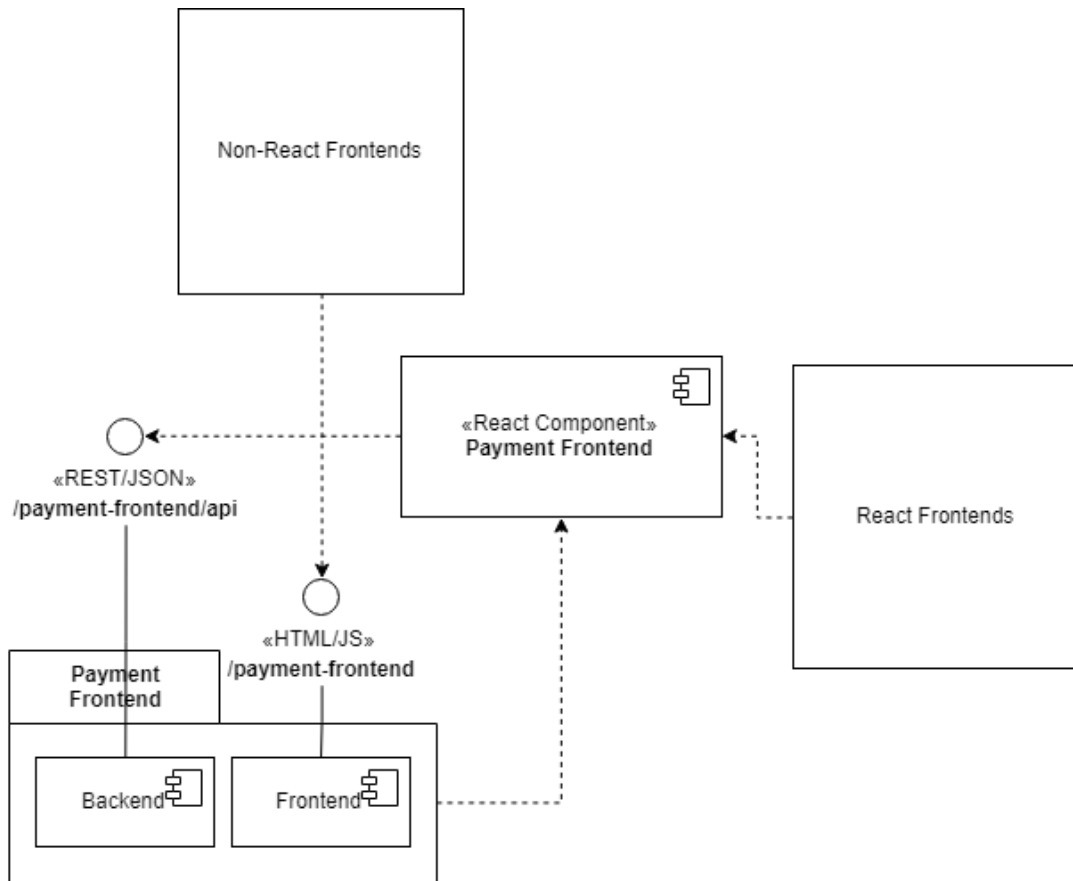 Non-React Frontends
«React Component»
Payment Frontend
React Frontends
«REST/JSON»
/payment-frontend/api
«HTML/JS»
/payment-frontend
Payment
Frontend
Backend
Frontend